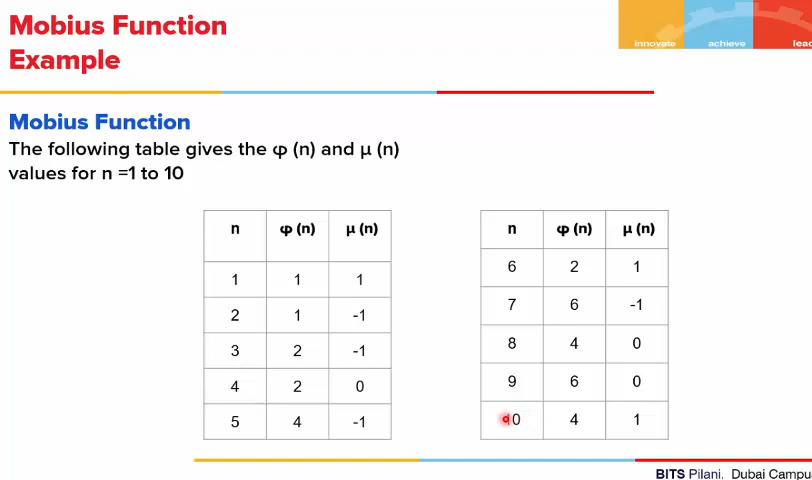 Mobius Function
Example
innovate achieve lead
Mobius Function
The following table gives the φ (n) and μ (n)
values for n =1 to 10
n φ (n) μ (n)
1 1 1
2 1 -1
3 2 -1
4 2 0
5 4 -1
n φ (n) μ (n)
6 2 1
7 6 -1
8 4 0
9 6 0
10 4 1
BITS Pilani, Dubai Campu